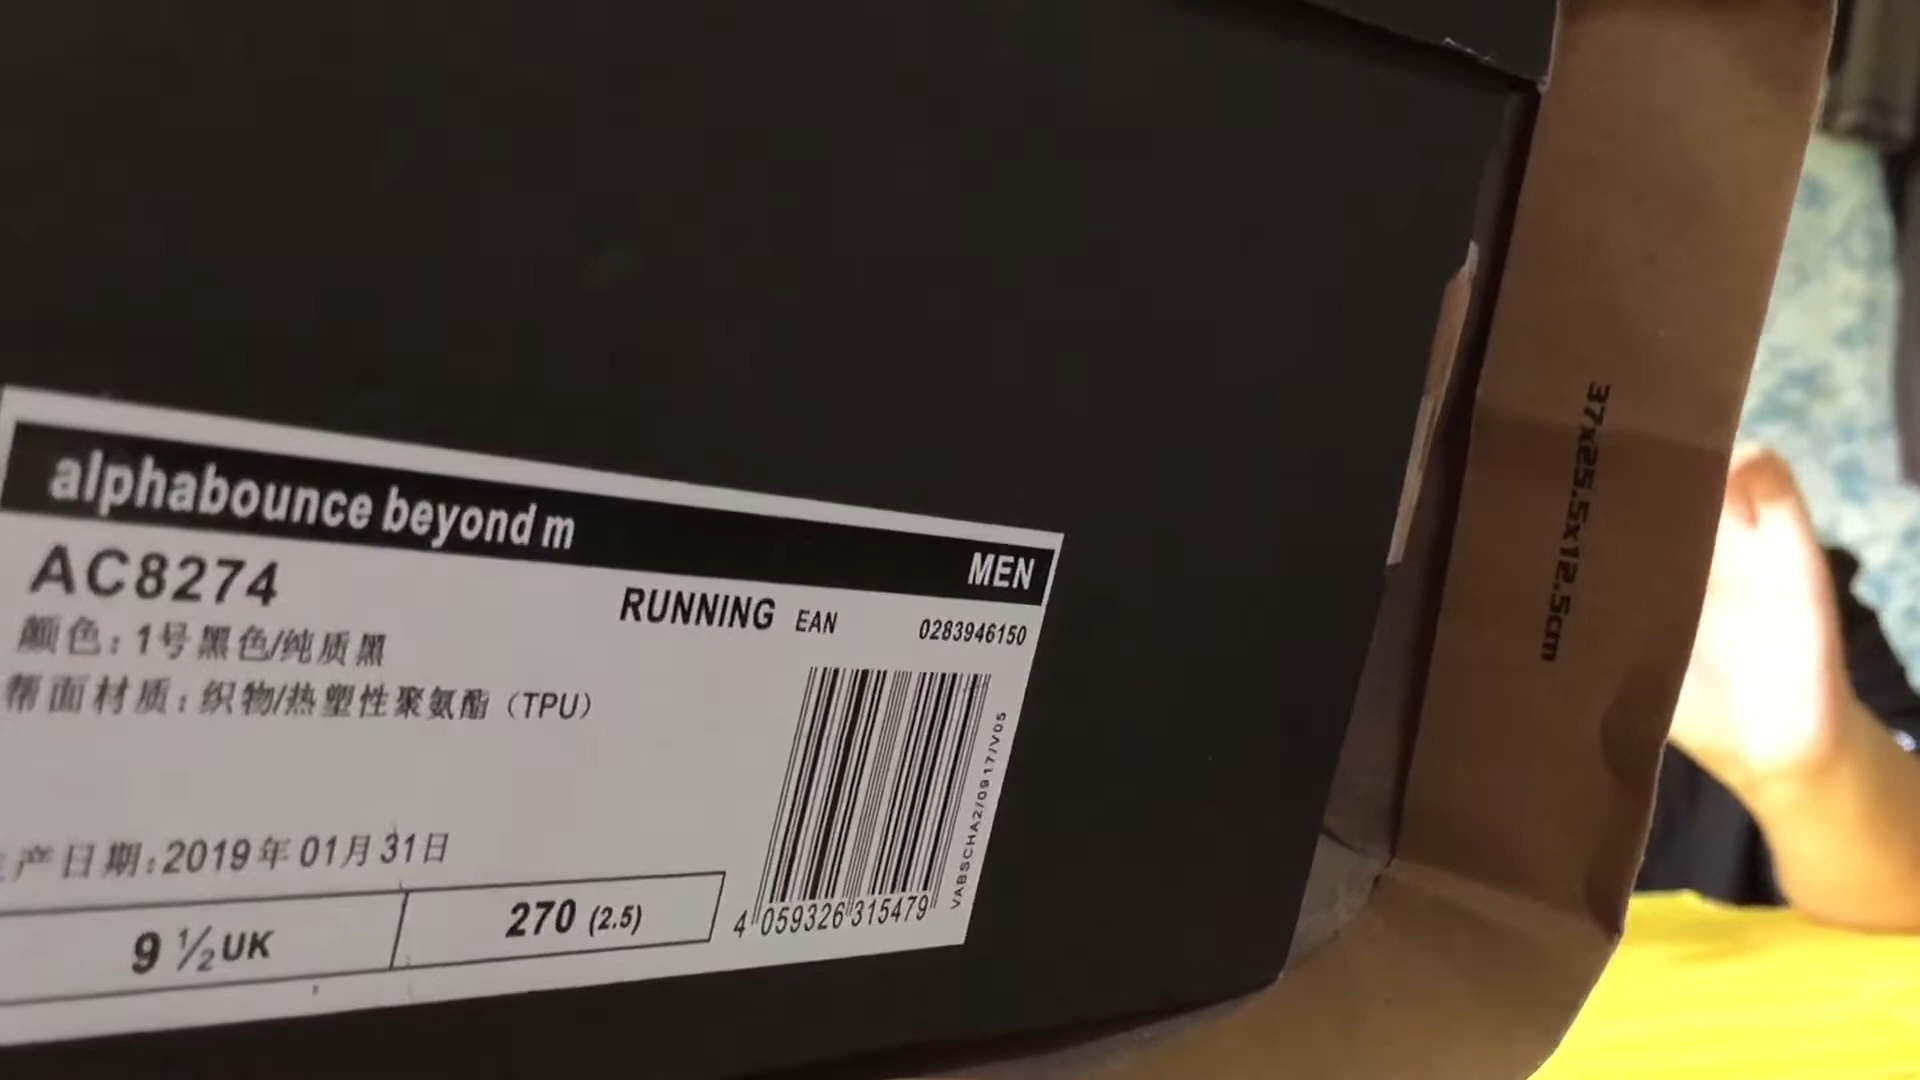 alphabounce beyond m
MEN
AC8274
RUNNING EAN 0283946150
颜色：1号黑色/纯质黑
帮面材质：织物/热塑性聚氨酯（TPU）
产日期：2019年01月31日
9 ½ UK
270 (2.5)
4 059326 315479
VABSCHA2/0917/V05
37x25.5x12.5cm